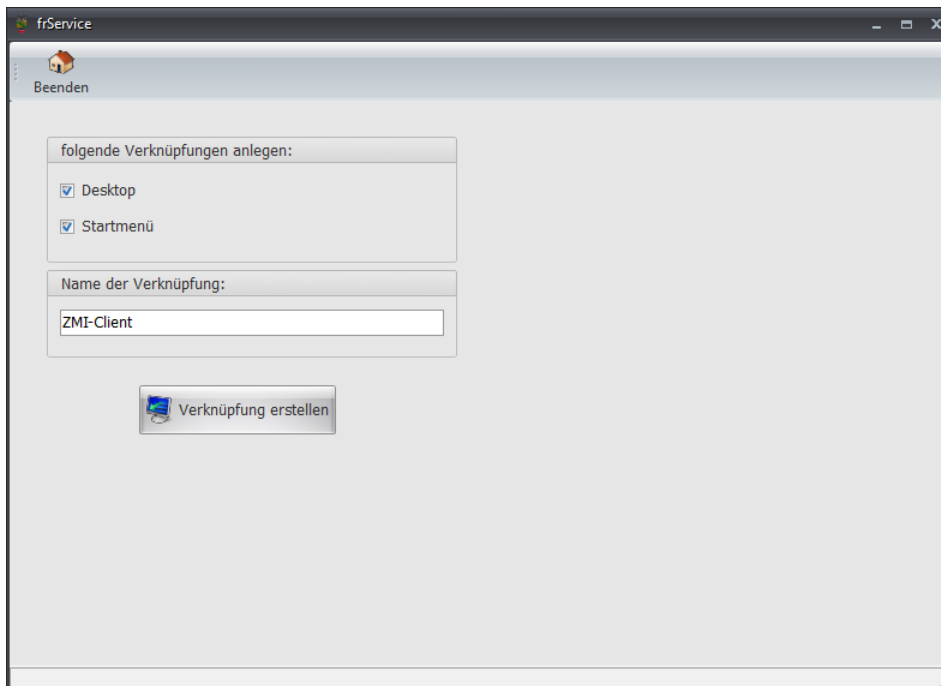 frService
Beenden
folgende Verknüpfungen anlegen:
Desktop
Startmenü
Name der Verknüpfung:
ZMI-Client
Verknüpfung erstellen